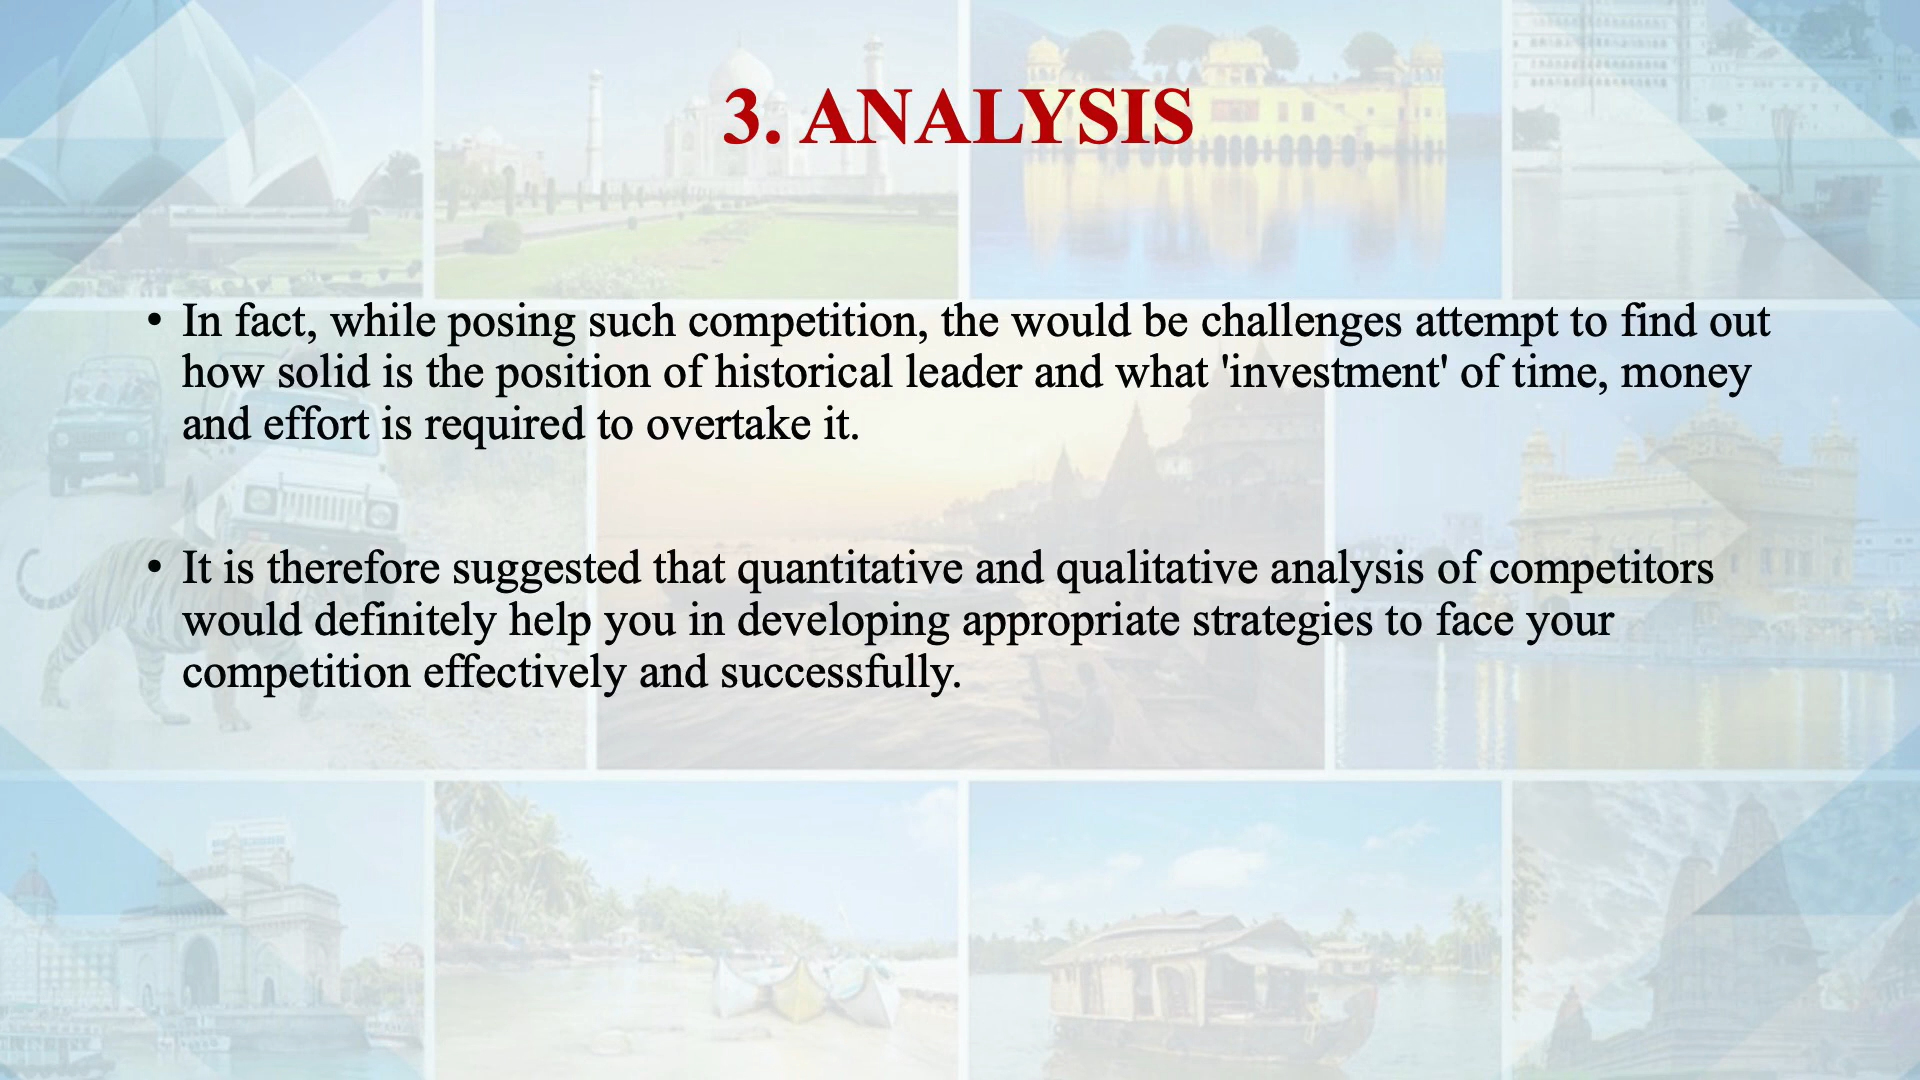 3. ANALYSIS
• In fact, while posing such competition, the would be challenges attempt to find out
how solid is the position of historical leader and what 'investment' of time, money
and effort is required to overtake it.
• It is therefore suggested that quantitative and qualitative analysis of competitors
would definitely help you in developing appropriate strategies to face your
competition effectively and successfully.